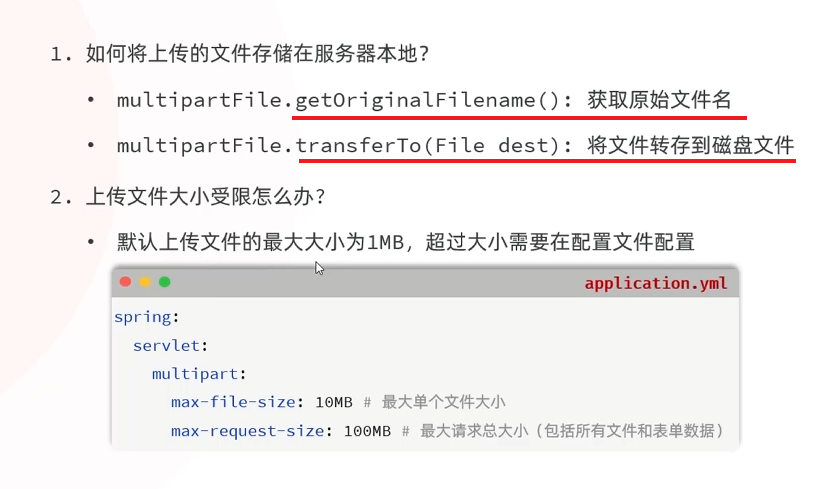 1. 如何将上传的文件存储在服务器本地？
• multipartFile.getOriginalFilename(): 获取原始文件名
• multipartFile.transferTo(File dest): 将文件转存到磁盘文件
2. 上传文件大小受限怎么办？
• 默认上传文件的最大大小为1MB，超过大小需要在配置文件配置
application.yml
spring:
servlet:
multipart:
max-file-size: 10MB # 最大单个文件大小
max-request-size: 100MB # 最大请求总大小（包括所有文件和表单数据）